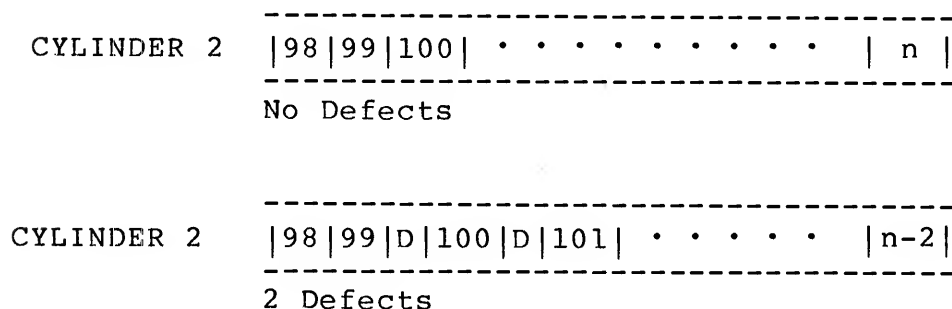 CYLINDER 2 |98|99|100| · · · · · · · · · | n |
No Defects
CYLINDER 2 |98|99|D|100|D|101| · · · · · |n-2|
2 Defects